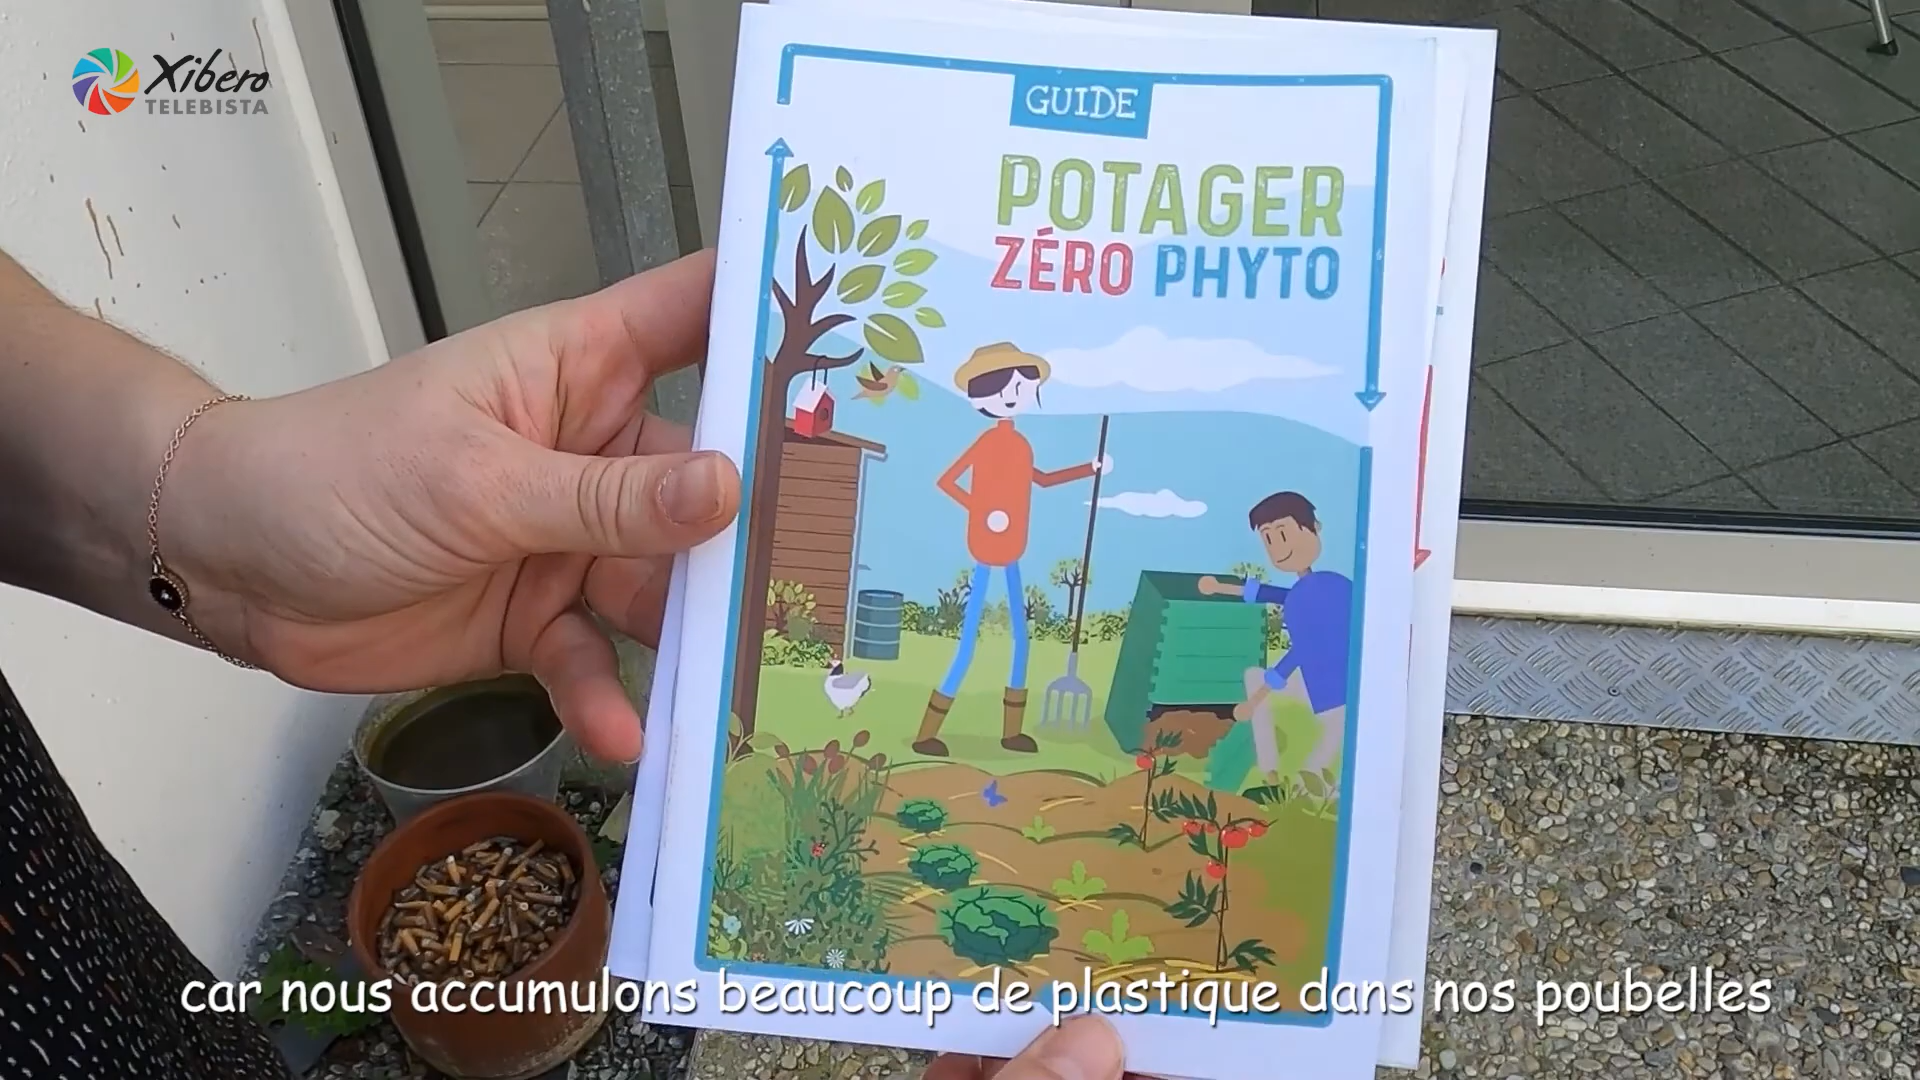 Xibero
TELEBISTA
GUIDE
POTAGER
ZÉRO PHYTO
car nous accumulons beaucoup de plastique dans nos poubelles